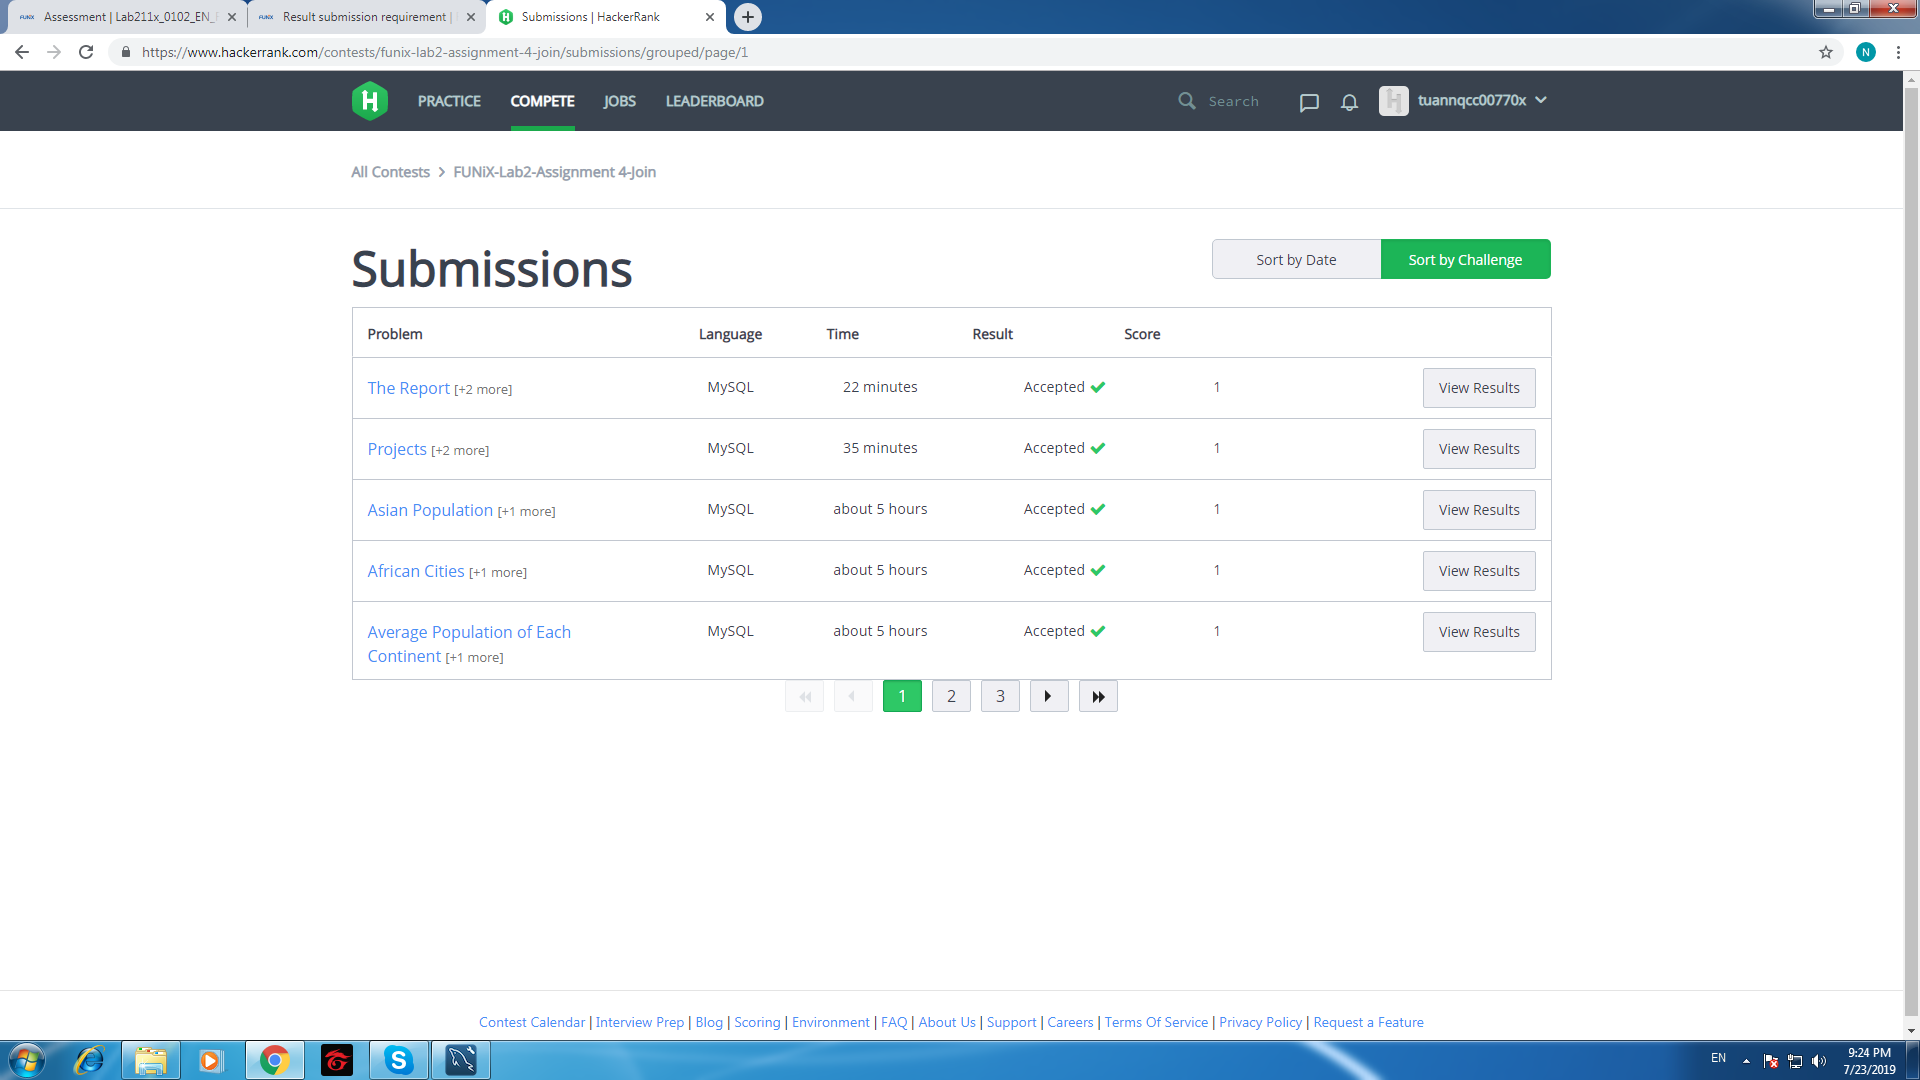 FUNiX Assessment | Lab211x_0102_EN_
FUNiX Result submission requirement |
Submissions | HackerRank
https://www.hackerrank.com/contests/funix-lab2-assignment-4-join/submissions/grouped/page/1
N
H PRACTICE COMPETE JOBS LEADERBOARD Search H tuannqcc00770x
All Contests > FUNiX-Lab2-Assignment 4-Join
Submissions
Sort by Date Sort by Challenge
Problem Language Time Result Score
The Report [+2 more] MySQL 22 minutes Accepted 1 View Results
Projects [+2 more] MySQL 35 minutes Accepted 1 View Results
Asian Population [+1 more] MySQL about 5 hours Accepted 1 View Results
African Cities [+1 more] MySQL about 5 hours Accepted 1 View Results
Average Population of Each MySQL about 5 hours Accepted 1 View Results
Continent [+1 more]
1 2 3
Contest Calendar | Interview Prep | Blog | Scoring | Environment | FAQ | About Us | Support | Careers | Terms Of Service | Privacy Policy | Request a Feature
EN 9:24 PM
7/23/2019